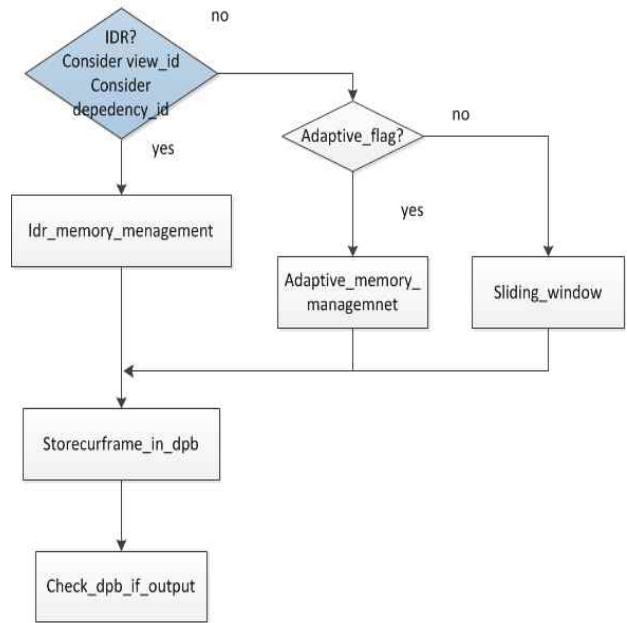 no
IDR?
Consider view_id
Consider
depedency_id
yes
Adaptive_flag?
no
yes
Idr_memory_menagement
Adaptive_memory_
managemnet
Sliding_window
Storecurframe_in_dpb
Check_dpb_if_output